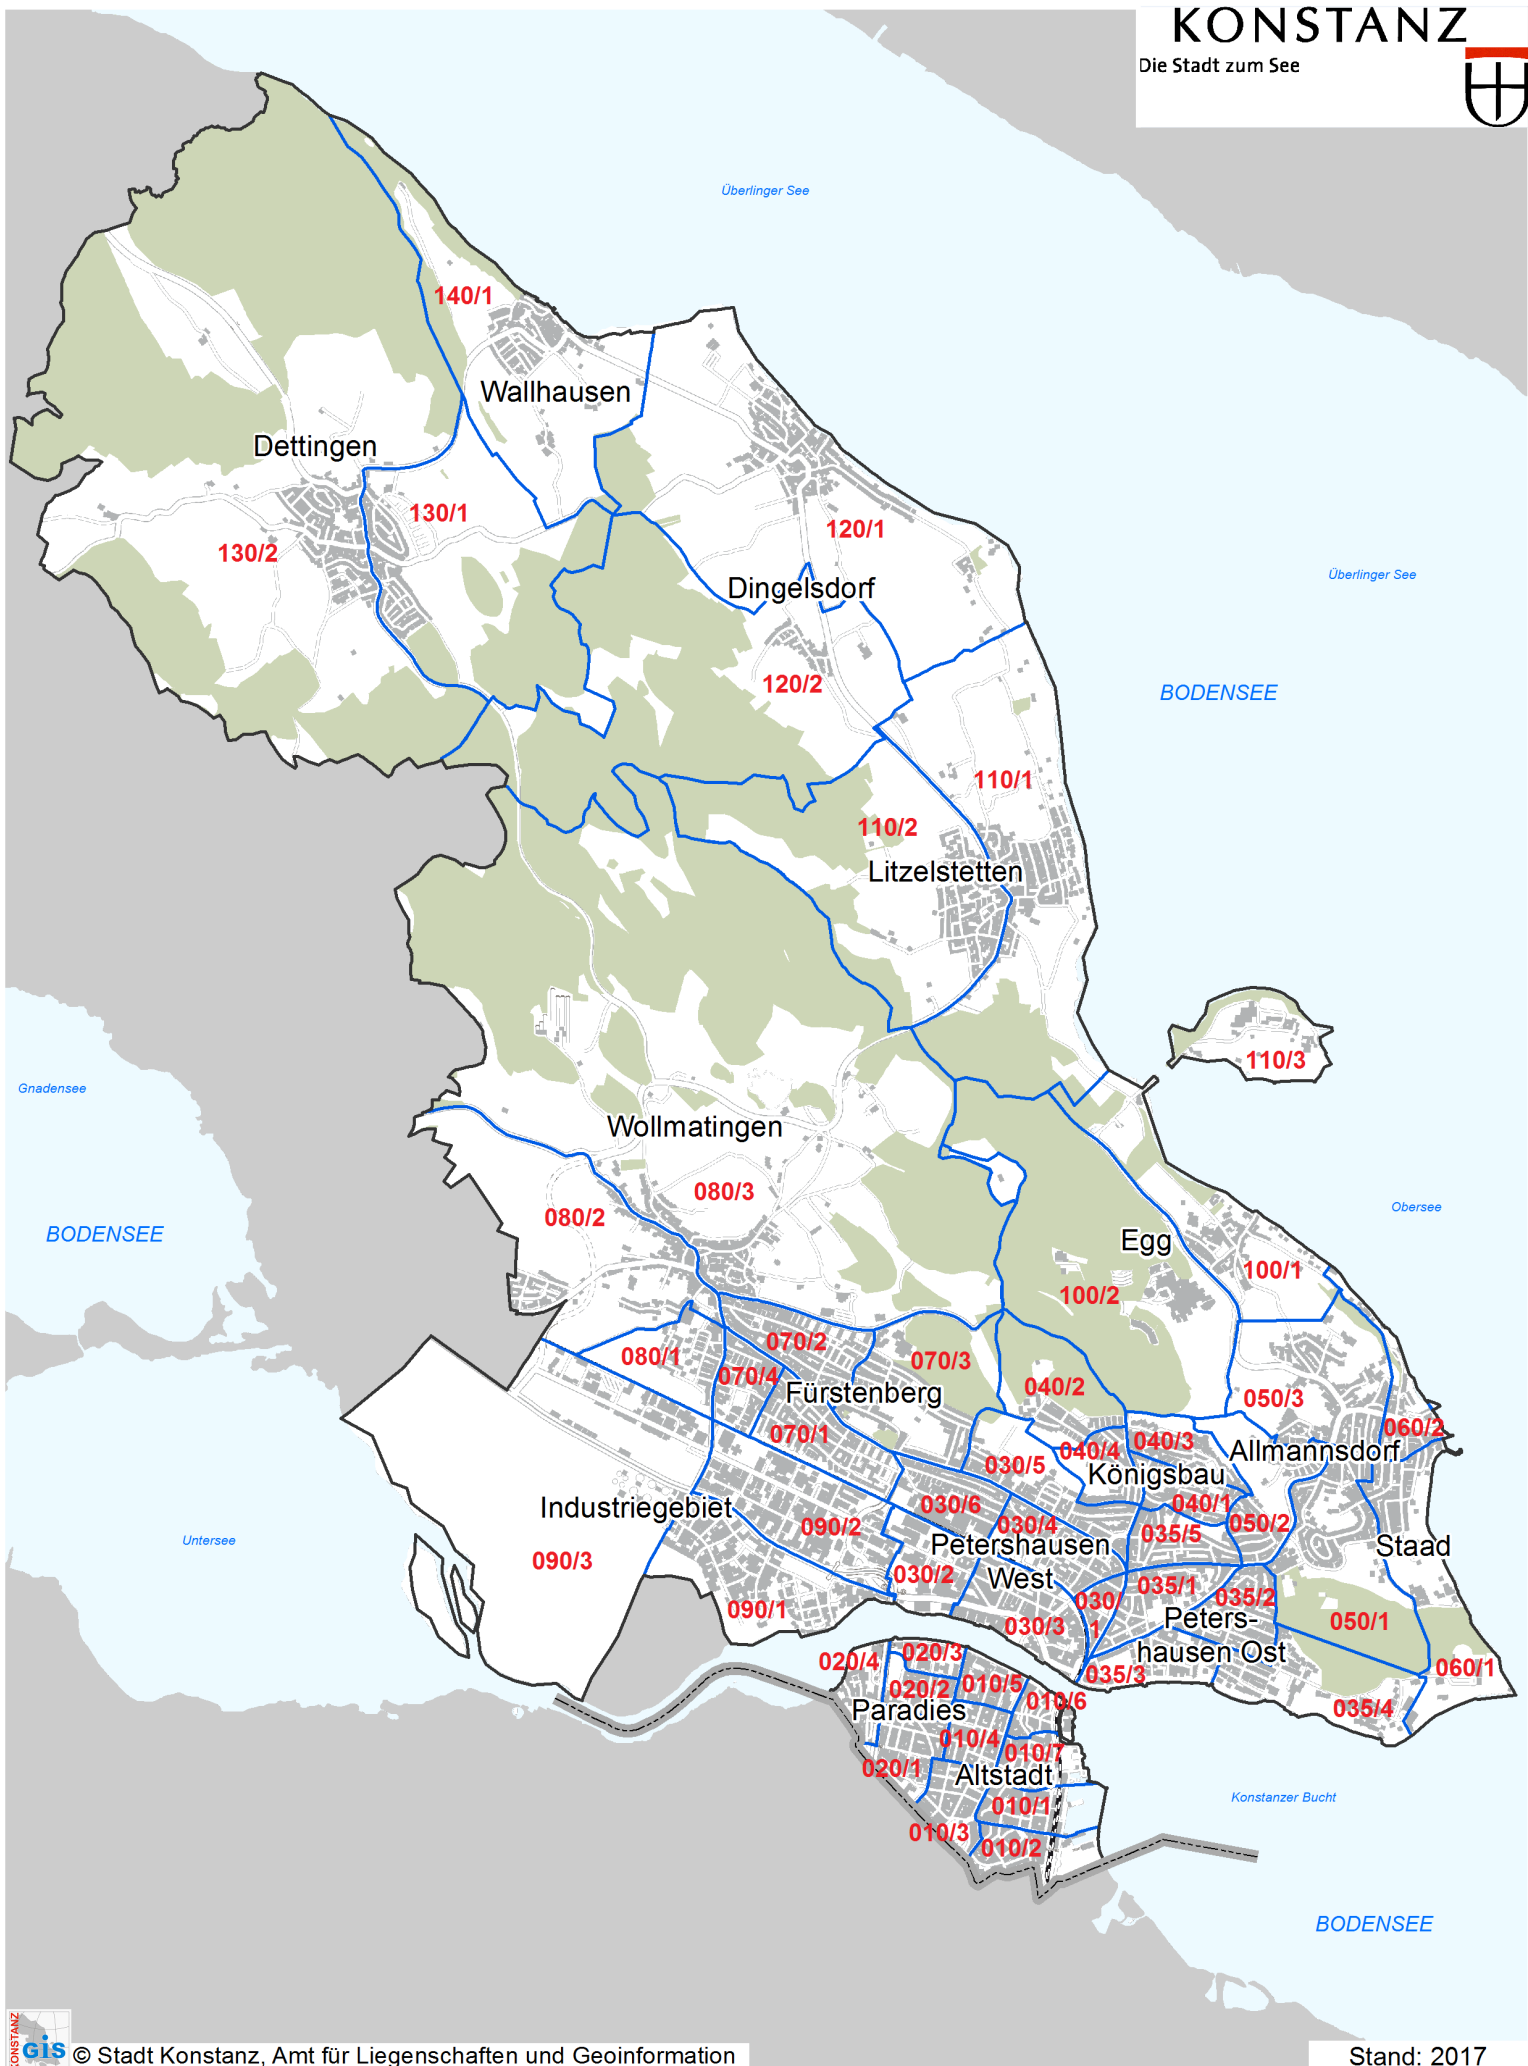 KONSTANZ
Die Stadt zum See
Überlinger See
140/1
Wallhausen
Dettingen
130/1
120/1
130/2
Überlinger See
Dingelsdorf
120/2
BODENSEE
110/1
110/2
Litzelstetten
110/3
Gnadensee
Wollmatingen
080/3
Obersee
080/2
BODENSEE
Egg
100/1
100/2
070/2
080/1
070/3
070/4
040/2
Fürstenberg
050/3
060/2
070/1
040/3
040/4
Allmannsdorf
030/5
Königsbau
040/1
030/6
Industriegebiet
050/2
090/2
030/4
035/5
Untersee
Petershausen
West
Staad
090/3
030/2
035/1
035/2
030/
1
090/1
Peters-
hausen Ost
050/1
030/3
020/3
020/4
035/3
060/1
010/5
020/2
010/6
Paradies
035/4
010/4
010/7
020/1
Altstadt
Konstanzer Bucht
010/1
010/3
010/2
BODENSEE
KONSTANZ
GiS
© Stadt Konstanz, Amt für Liegenschaften und Geoinformation
Stand: 2017